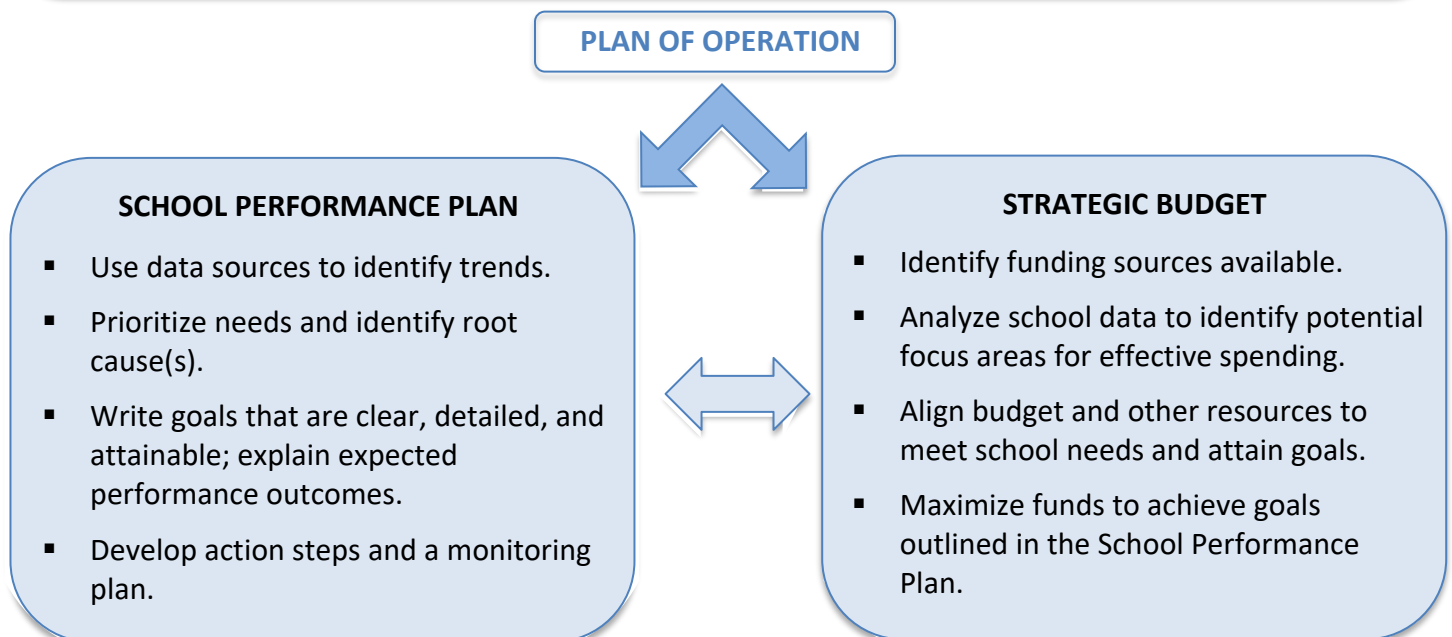 PLAN OF OPERATION
SCHOOL PERFORMANCE PLAN
▪ Use data sources to identify trends.
▪ Prioritize needs and identify root
cause(s).
▪ Write goals that are clear, detailed, and
attainable; explain expected
performance outcomes.
▪ Develop action steps and a monitoring
plan.
STRATEGIC BUDGET
▪ Identify funding sources available.
▪ Analyze school data to identify potential
focus areas for effective spending.
▪ Align budget and other resources to
meet school needs and attain goals.
▪ Maximize funds to achieve goals
outlined in the School Performance
Plan.